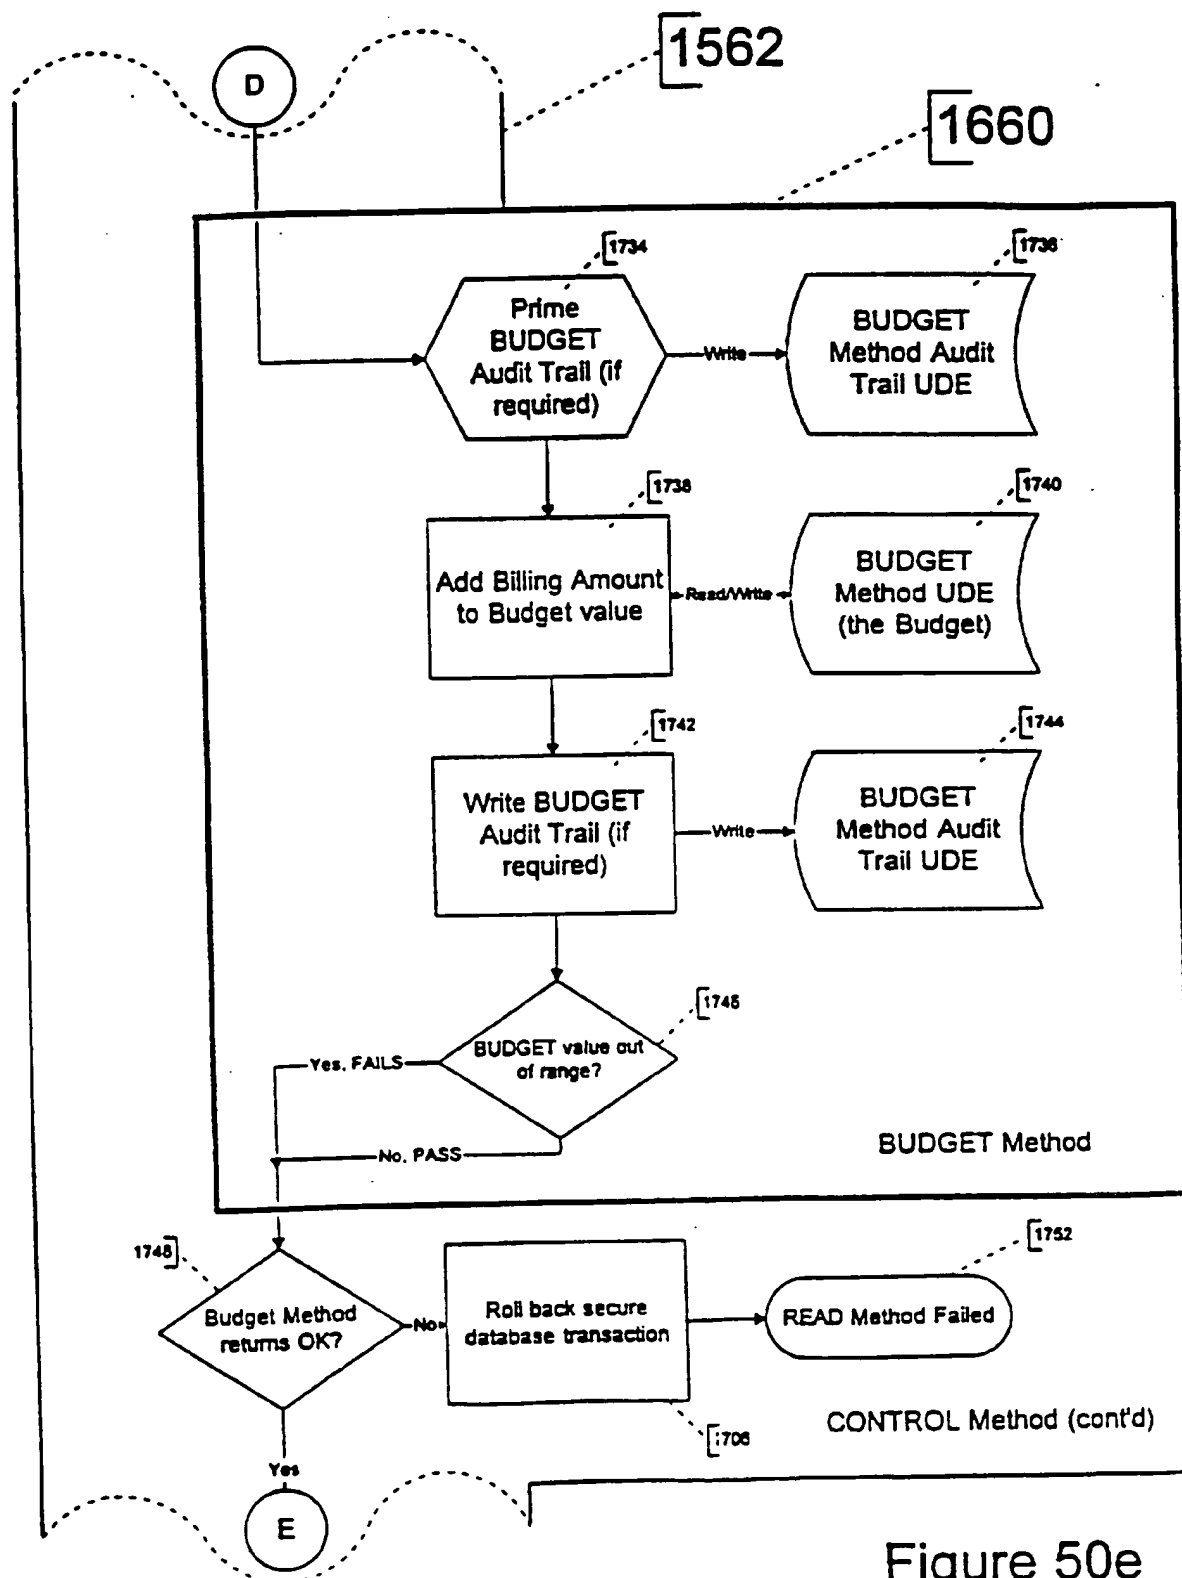 D
1562
1660
1734
Prime
BUDGET
Audit Trail (if
required)
Write
1736
BUDGET
Method Audit
Trail UDE
1738
Add Billing Amount
to Budget value
Read/Write
1740
BUDGET
Method UDE
(the Budget)
1742
Write BUDGET
Audit Trail (if
required)
Write
1744
BUDGET
Method Audit
Trail UDE
1746
BUDGET value out
of range?
Yes, FAILS
No, PASS
BUDGET Method
1748
Budget Method
returns OK?
No
Roll back secure
database transaction
1706
1752
READ Method Failed
CONTROL Method (cont'd)
Yes
E
Figure 50e